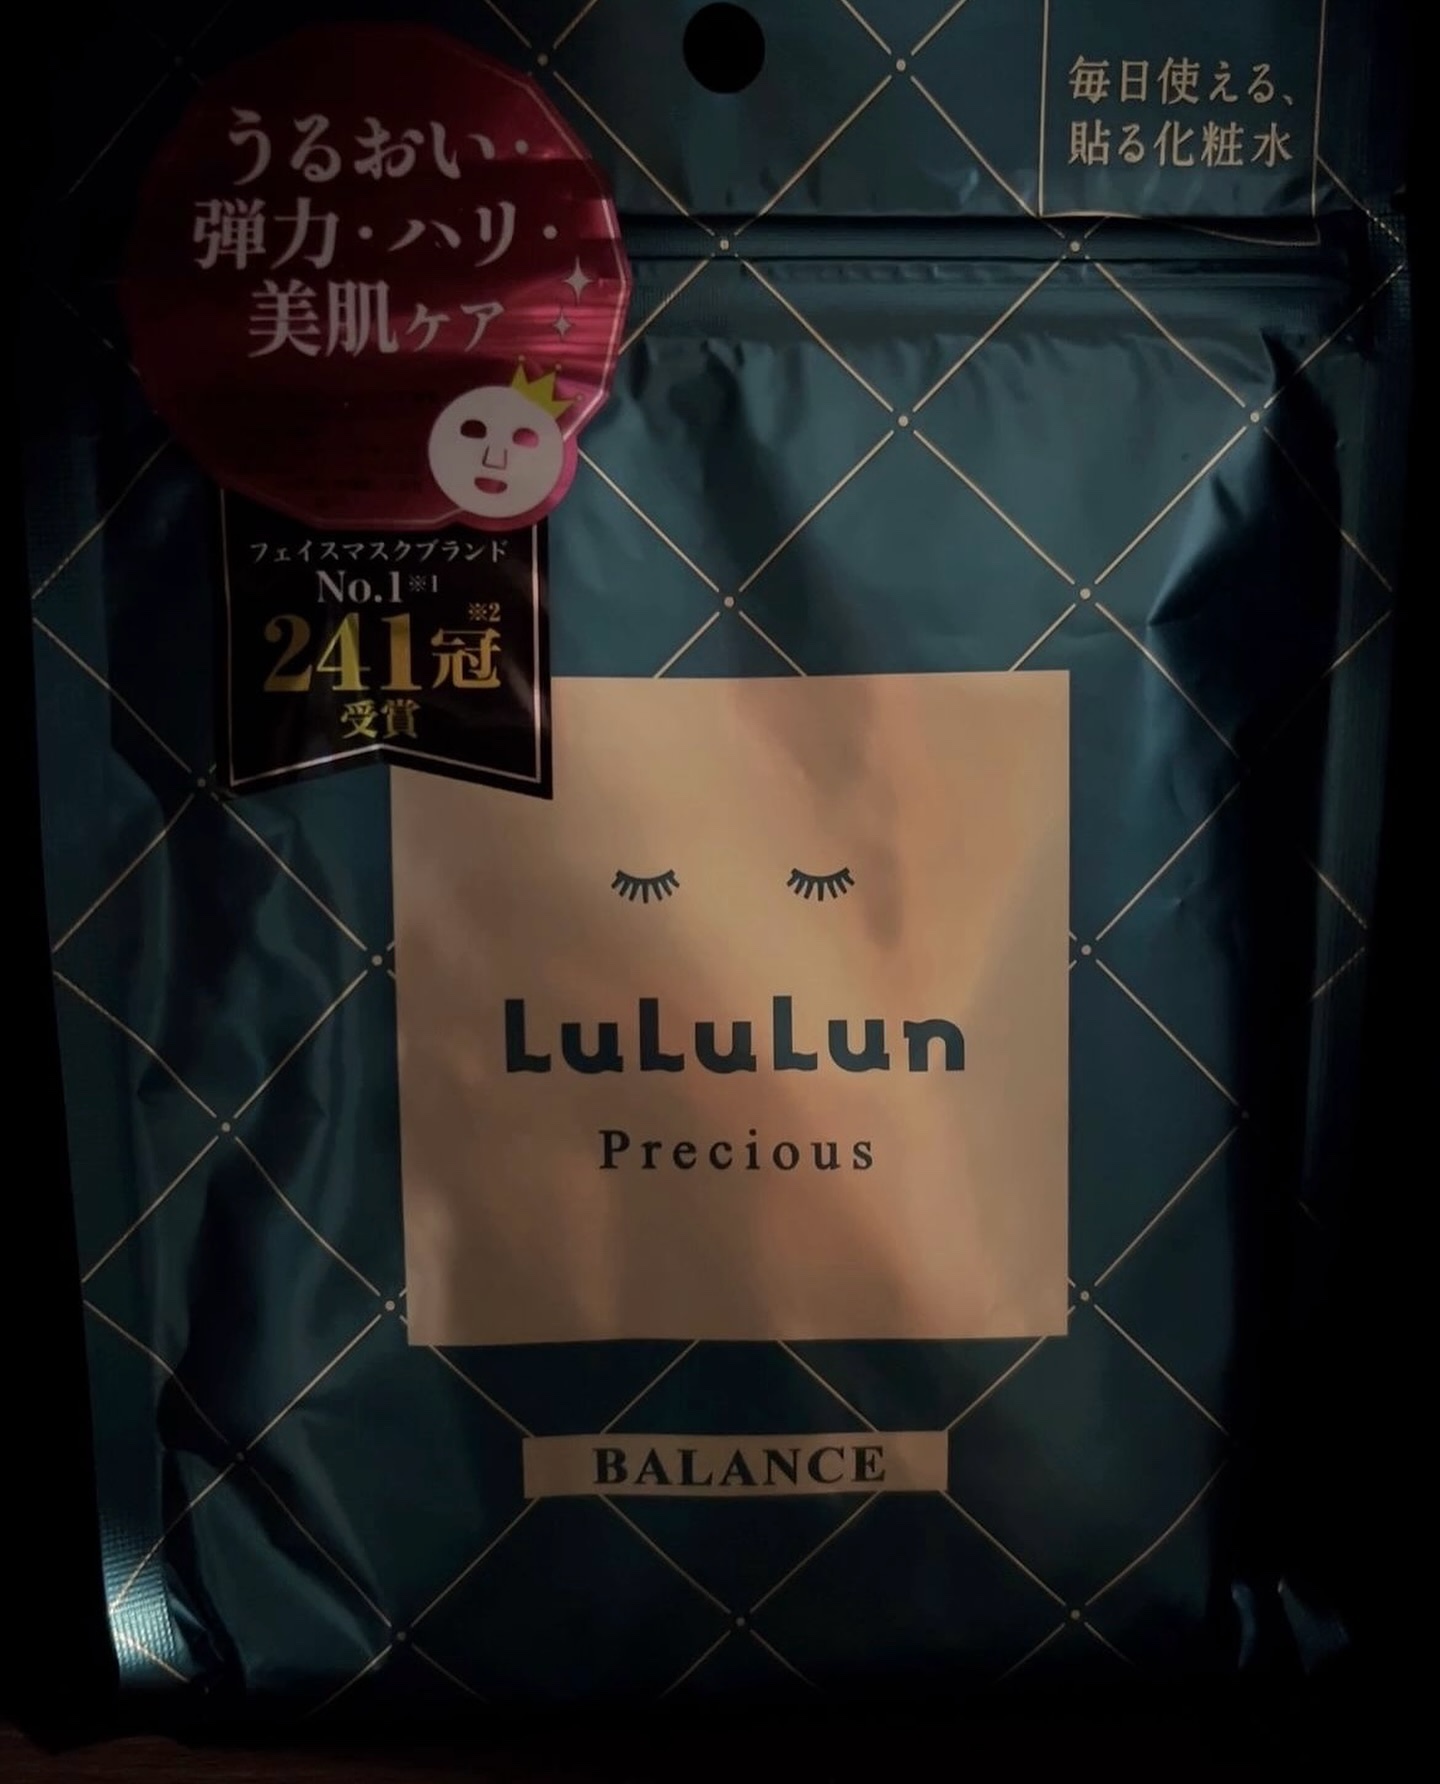 毎日使える、
貼る化粧水
うるおい・
弾力・ハリ・
美肌ケア
フェイスマスクブランド
No.1※1
241冠※2
受賞
LuLuLun
Precious
BALANCE